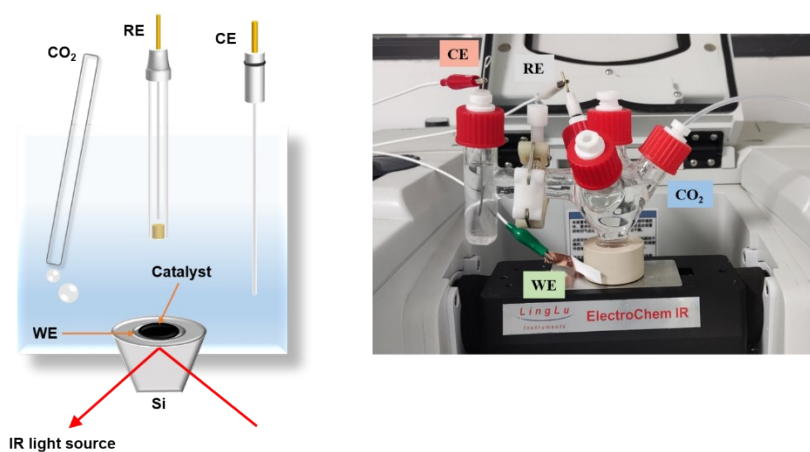 RE
CE
CO2
Catalyst
WE
Si
IR light source
CE
RE
CO2
WE
LingLu
Instruments
ElectroChem IR